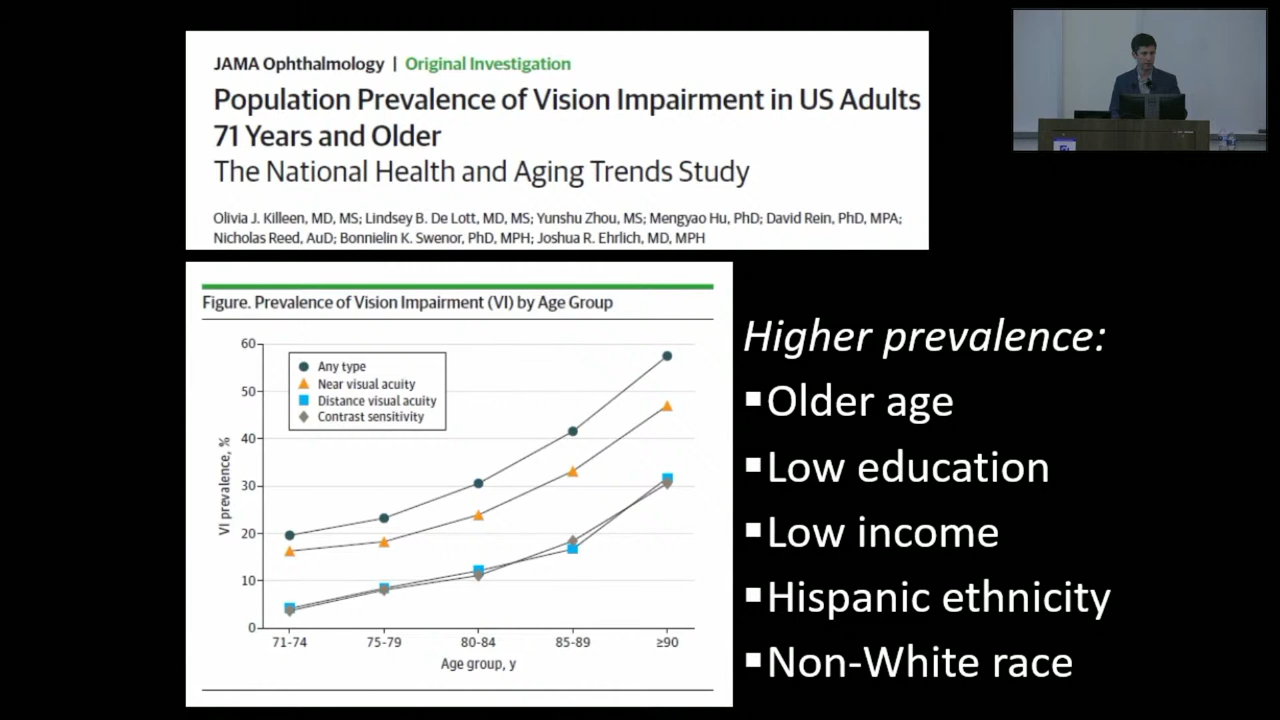 JAMA Ophthalmology | Original Investigation
Population Prevalence of Vision Impairment in US Adults
71 Years and Older
The National Health and Aging Trends Study
Olivia J. Killeen, MD, MS; Lindsey B. De Lott, MD, MS; Yunshu Zhou, MS; Mengyao Hu, PhD; David Rein, PhD, MPA;
Nicholas Reed, AuD; Bonnielin K. Swenor, PhD, MPH; Joshua R. Ehrlich, MD, MPH
Figure. Prevalence of Vision Impairment (VI) by Age Group
60
50
40
30
20
10
0
VI prevalence, %
Any type
Near visual acuity
Distance visual acuity
Contrast sensitivity
71-74 75-79 80-84 85-89 ≥90
Age group, y
Higher prevalence:
▪Older age
▪Low education
▪Low income
▪Hispanic ethnicity
▪Non-White race